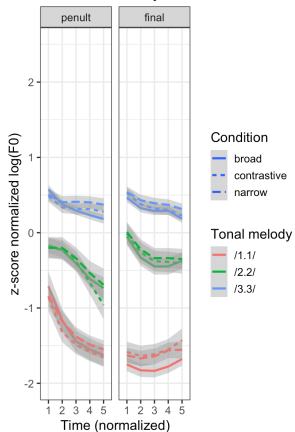 penult final
z-score normalized log(F0)
2
1
0
-1
-2
1 2 3 4 5 1 2 3 4 5
Time (normalized)
Condition
broad
contrastive
narrow
Tonal melody
/1.1/
/2.2/
/3.3/